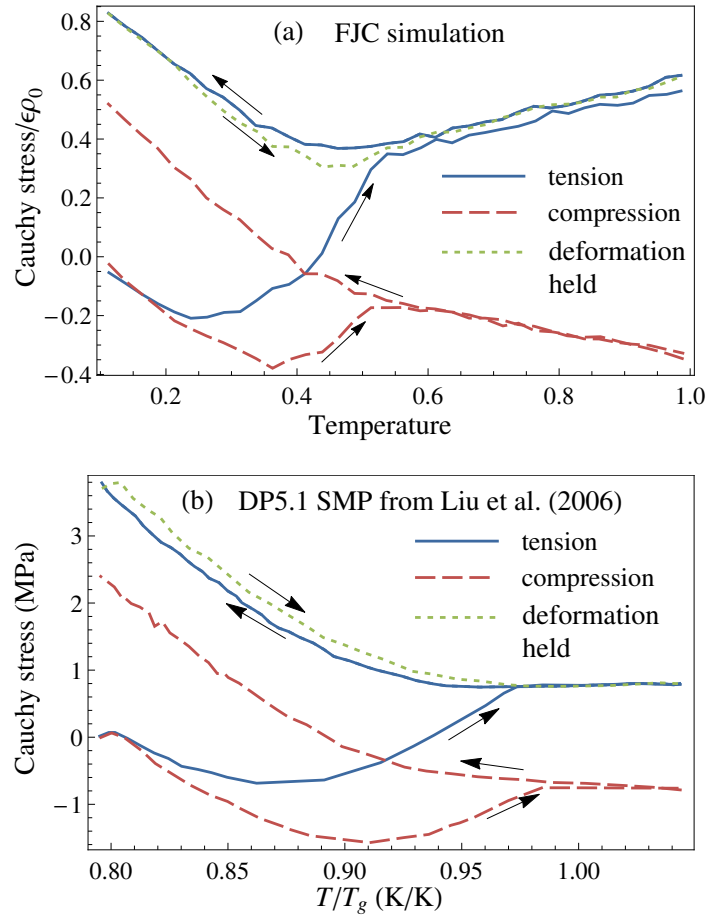 (a) FJC simulation
Cauchy stress/ϵρ0
0.8
0.6
0.4
0.2
0.0
−0.2
−0.4
tension
compression
deformation
held
0.2 0.4 0.6 0.8 1.0
Temperature
(b) DP5.1 SMP from Liu et al. (2006)
Cauchy stress (MPa)
3
2
1
0
−1
tension
compression
deformation
held
0.80 0.85 0.90 0.95 1.00
T/Tg (K/K)